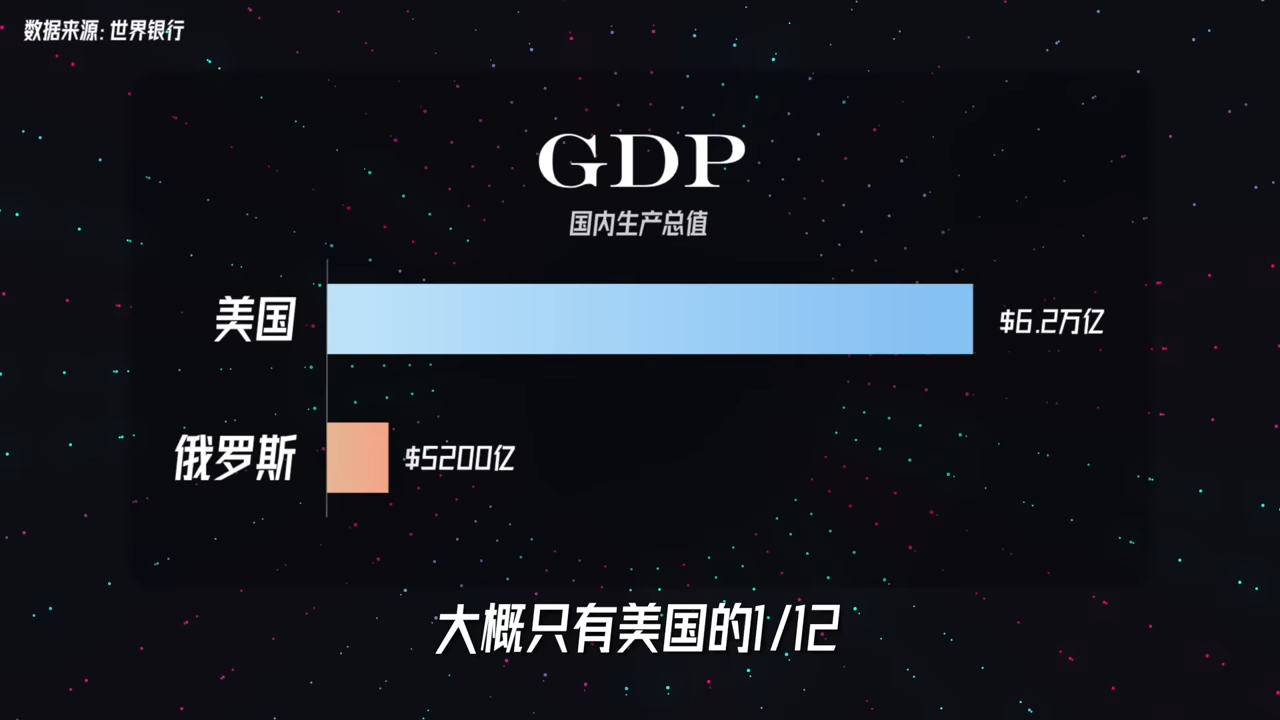 数据来源: 世界银行
GDP
国内生产总值
美国 $6.2万亿
俄罗斯 $5200亿
大概只有美国的1/12